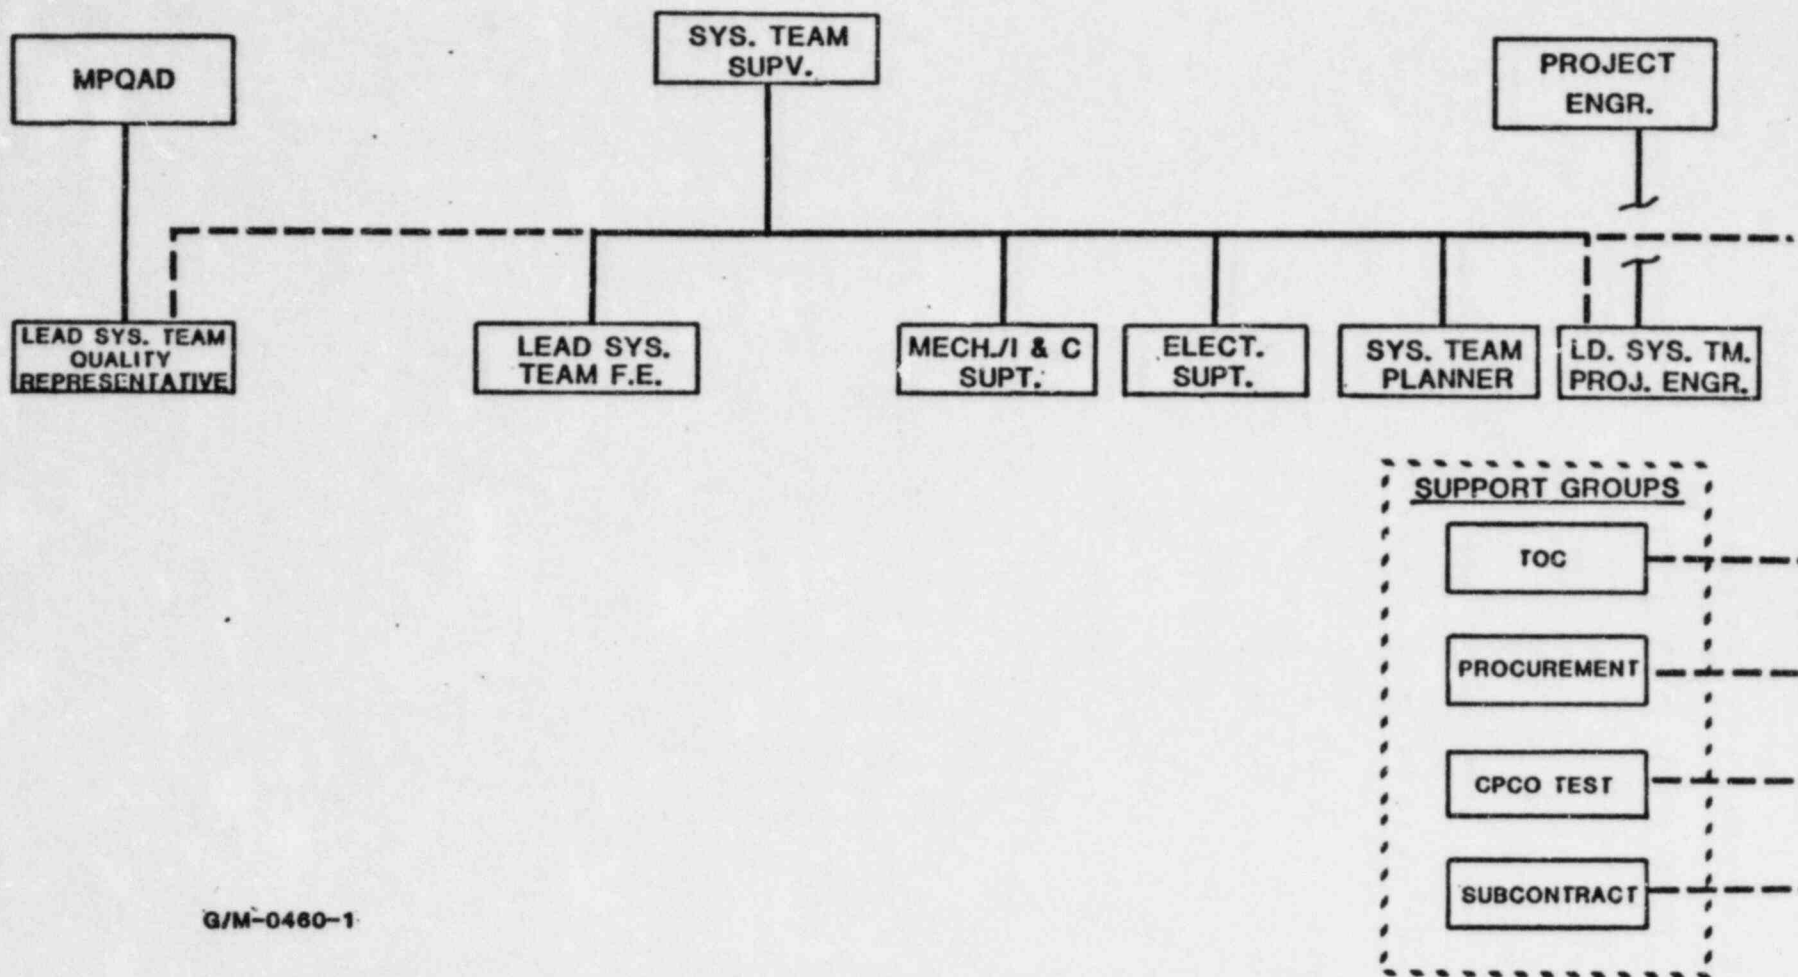 MPQAD
SYS. TEAM
SUPV.
PROJECT
ENGR.
LEAD SYS. TEAM
QUALITY
REPRESENTATIVE
LEAD SYS.
TEAM F.E.
MECH./I & C
SUPT.
ELECT.
SUPT.
SYS. TEAM
PLANNER
LD. SYS. TM.
PROJ. ENGR.
SUPPORT GROUPS
TOC
PROCUREMENT
CPCO TEST
SUBCONTRACT
G/M-0460-1